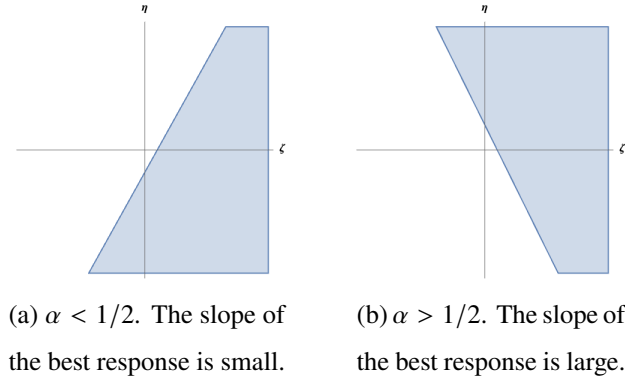 η
ζ
η
ζ
(a) α < 1/2. The slope of
the best response is small.
(b) α > 1/2. The slope of
the best response is large.